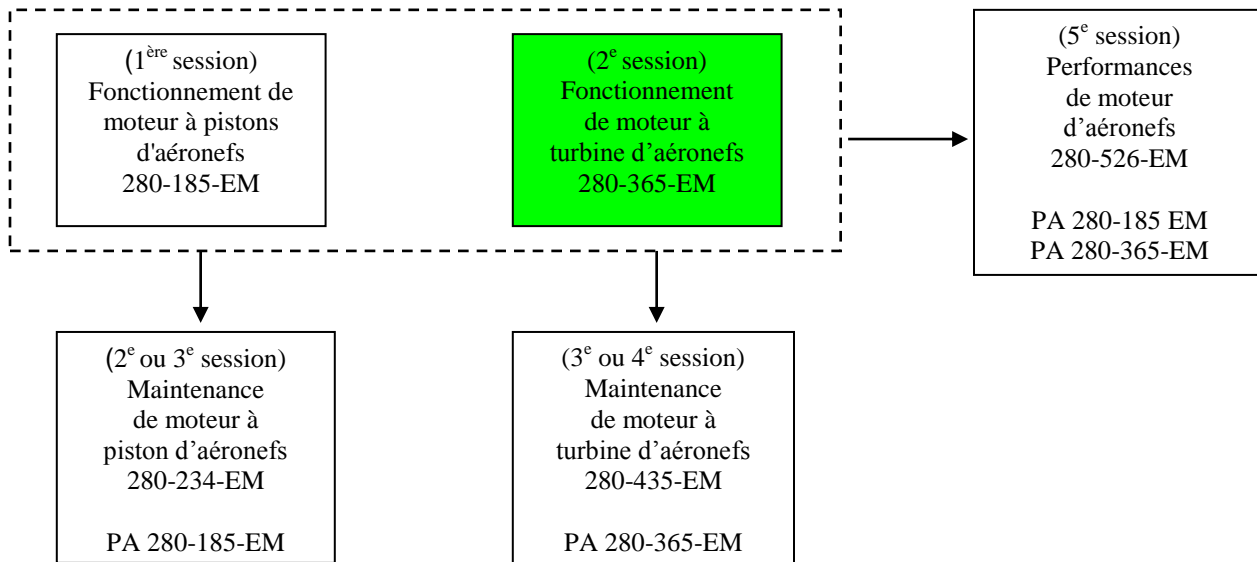 (1ère session)
Fonctionnement de
moteur à pistons
d'aéronefs
280-185-EM
(2e session)
Fonctionnement
de moteur à
turbine d’aéronefs
280-365-EM
(5e session)
Performances
de moteur
d’aéronefs
280-526-EM
PA 280-185 EM
PA 280-365-EM
(2e ou 3e session)
Maintenance
de moteur à
piston d’aéronefs
280-234-EM
PA 280-185-EM
(3e ou 4e session)
Maintenance
de moteur à
turbine d’aéronefs
280-435-EM
PA 280-365-EM